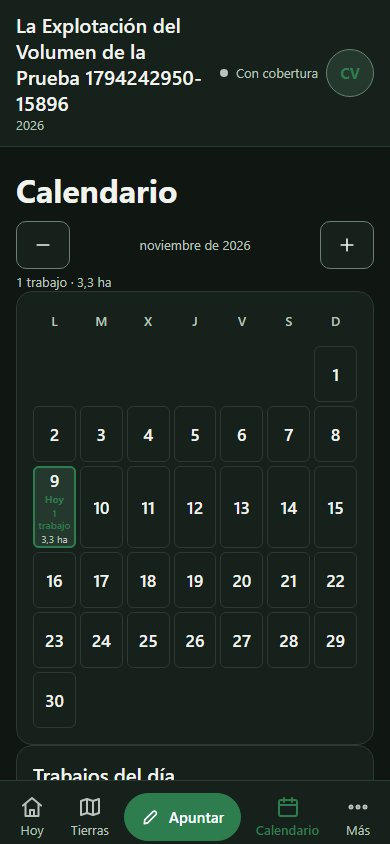 La Explotación del
Volumen de la
Prueba 1794242950-
15896
2026
Con cobertura
CV
Calendario
noviembre de 2026
1 trabajo · 3,3 ha
L M X J V S D
1
2 3 4 5 6 7 8
9 10 11 12 13 14 15
Hoy
1
trabajo
3,3 ha
16 17 18 19 20 21 22
23 24 25 26 27 28 29
30
Trabajos del día
Hoy Tierras Apuntar Calendario Más